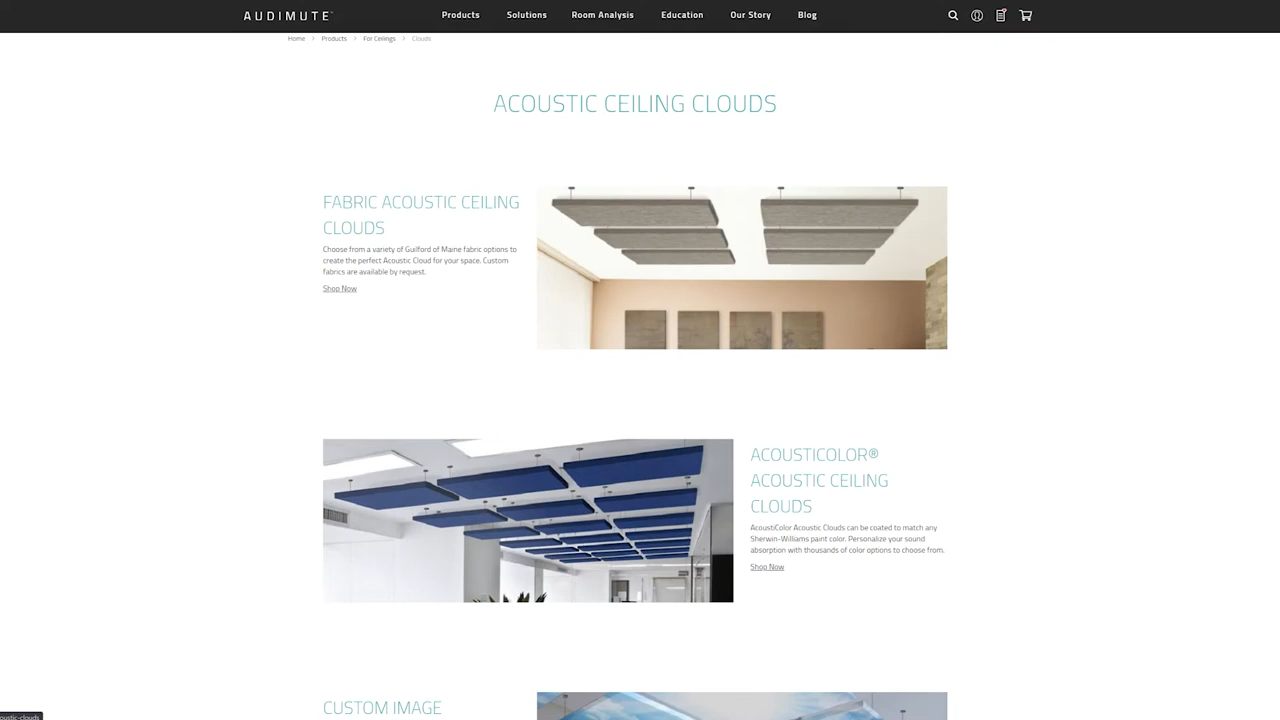 AUDIMUTE
Products
Solutions
Room Analysis
Education
Our Story
Blog
Home > Products > For Ceilings > Clouds
ACOUSTIC CEILING CLOUDS
FABRIC ACOUSTIC CEILING
CLOUDS
Choose from a variety of Guilford of Maine fabric options to
create the perfect Acoustic Cloud for your space. Custom
fabrics are available by request.
Shop Now
ACOUSTICOLOR®
ACOUSTIC CEILING
CLOUDS
AcoustiColor Acoustic Clouds can be coated to match any
Sherwin-Williams paint color. Personalize your sound
absorption with thousands of color options to choose from.
Shop Now
CUSTOM IMAGE
oustic-clouds